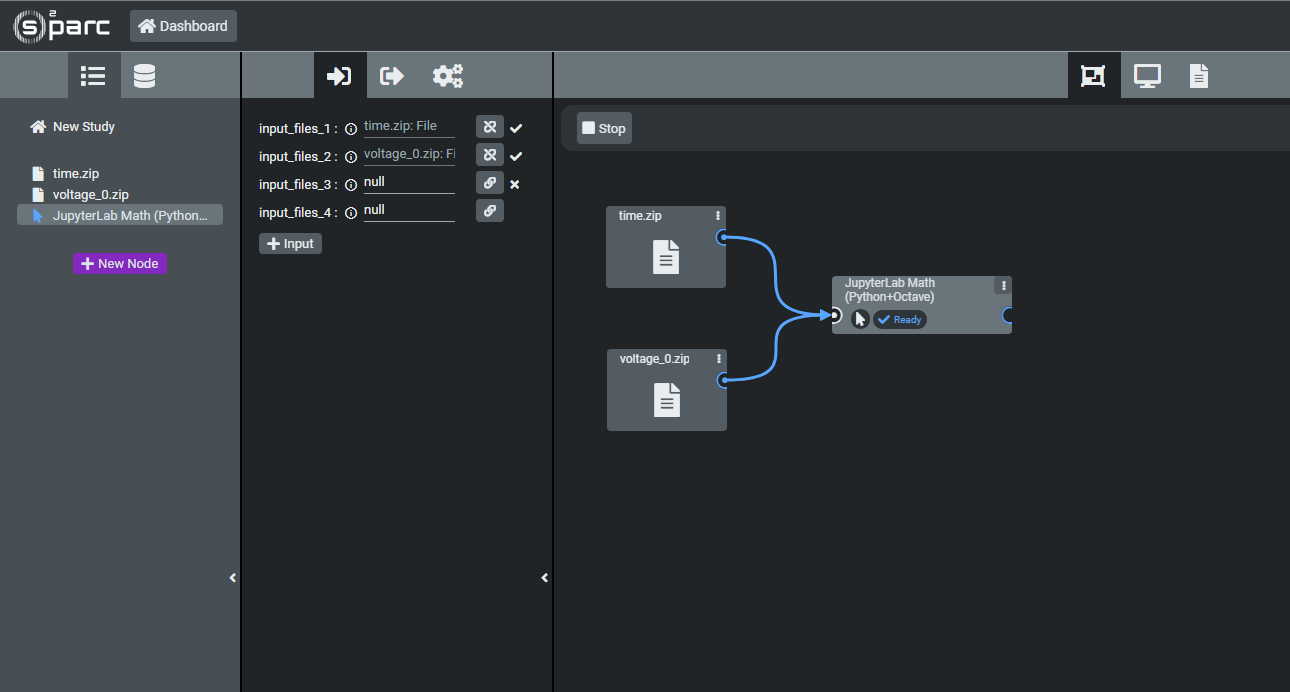 s2parc
Dashboard
New Study
time.zip
voltage_0.zip
JupyterLab Math (Python...
New Node
input_files_1 : time.zip: File
input_files_2 : voltage_0.zip: Fi
input_files_3 : null
input_files_4 : null
Input
Stop
time.zip
voltage_0.zip
JupyterLab Math
(Python+Octave)
Ready